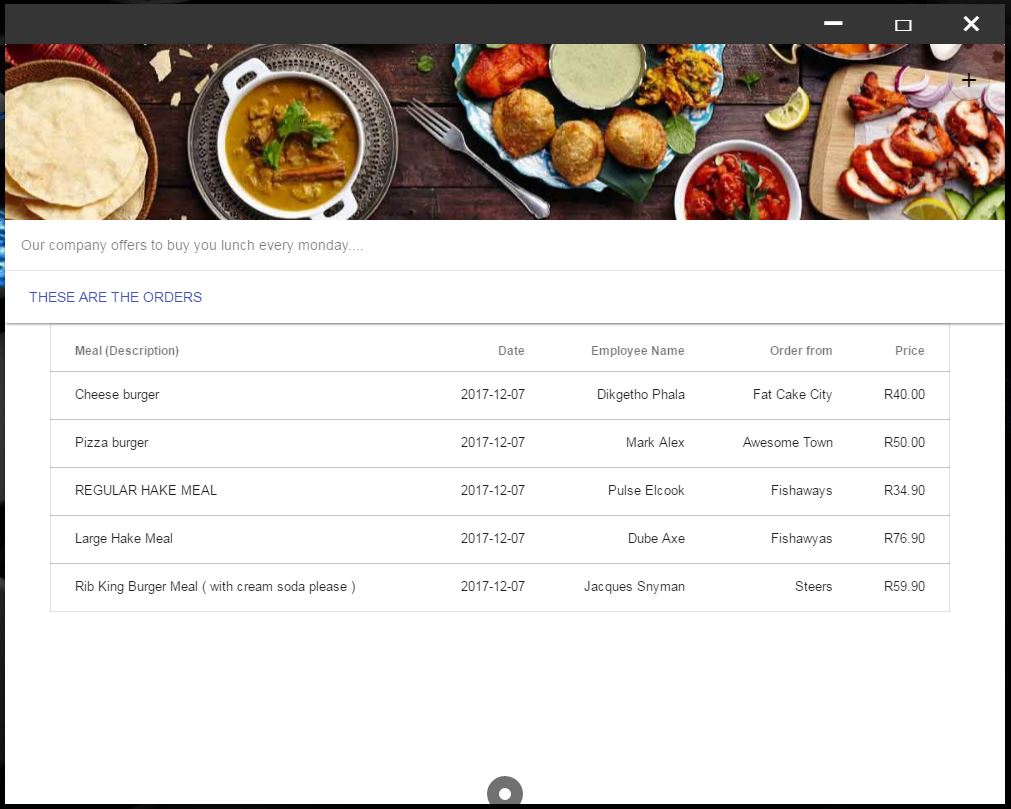 Our company offers to buy you lunch every monday....
THESE ARE THE ORDERS
Meal (Description) Date Employee Name Order from Price
Cheese burger 2017-12-07 Dikgetho Phala Fat Cake City R40.00
Pizza burger 2017-12-07 Mark Alex Awesome Town R50.00
REGULAR HAKE MEAL 2017-12-07 Pulse Elcook Fishaways R34.90
Large Hake Meal 2017-12-07 Dube Axe Fishawyas R76.90
Rib King Burger Meal ( with cream soda please ) 2017-12-07 Jacques Snyman Steers R59.90